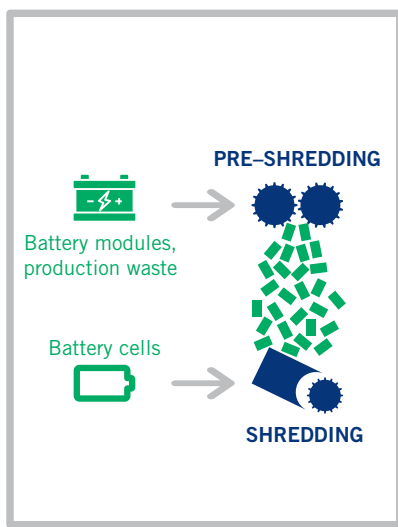 PRE–SHREDDING
Battery modules,
production waste
Battery cells
SHREDDING